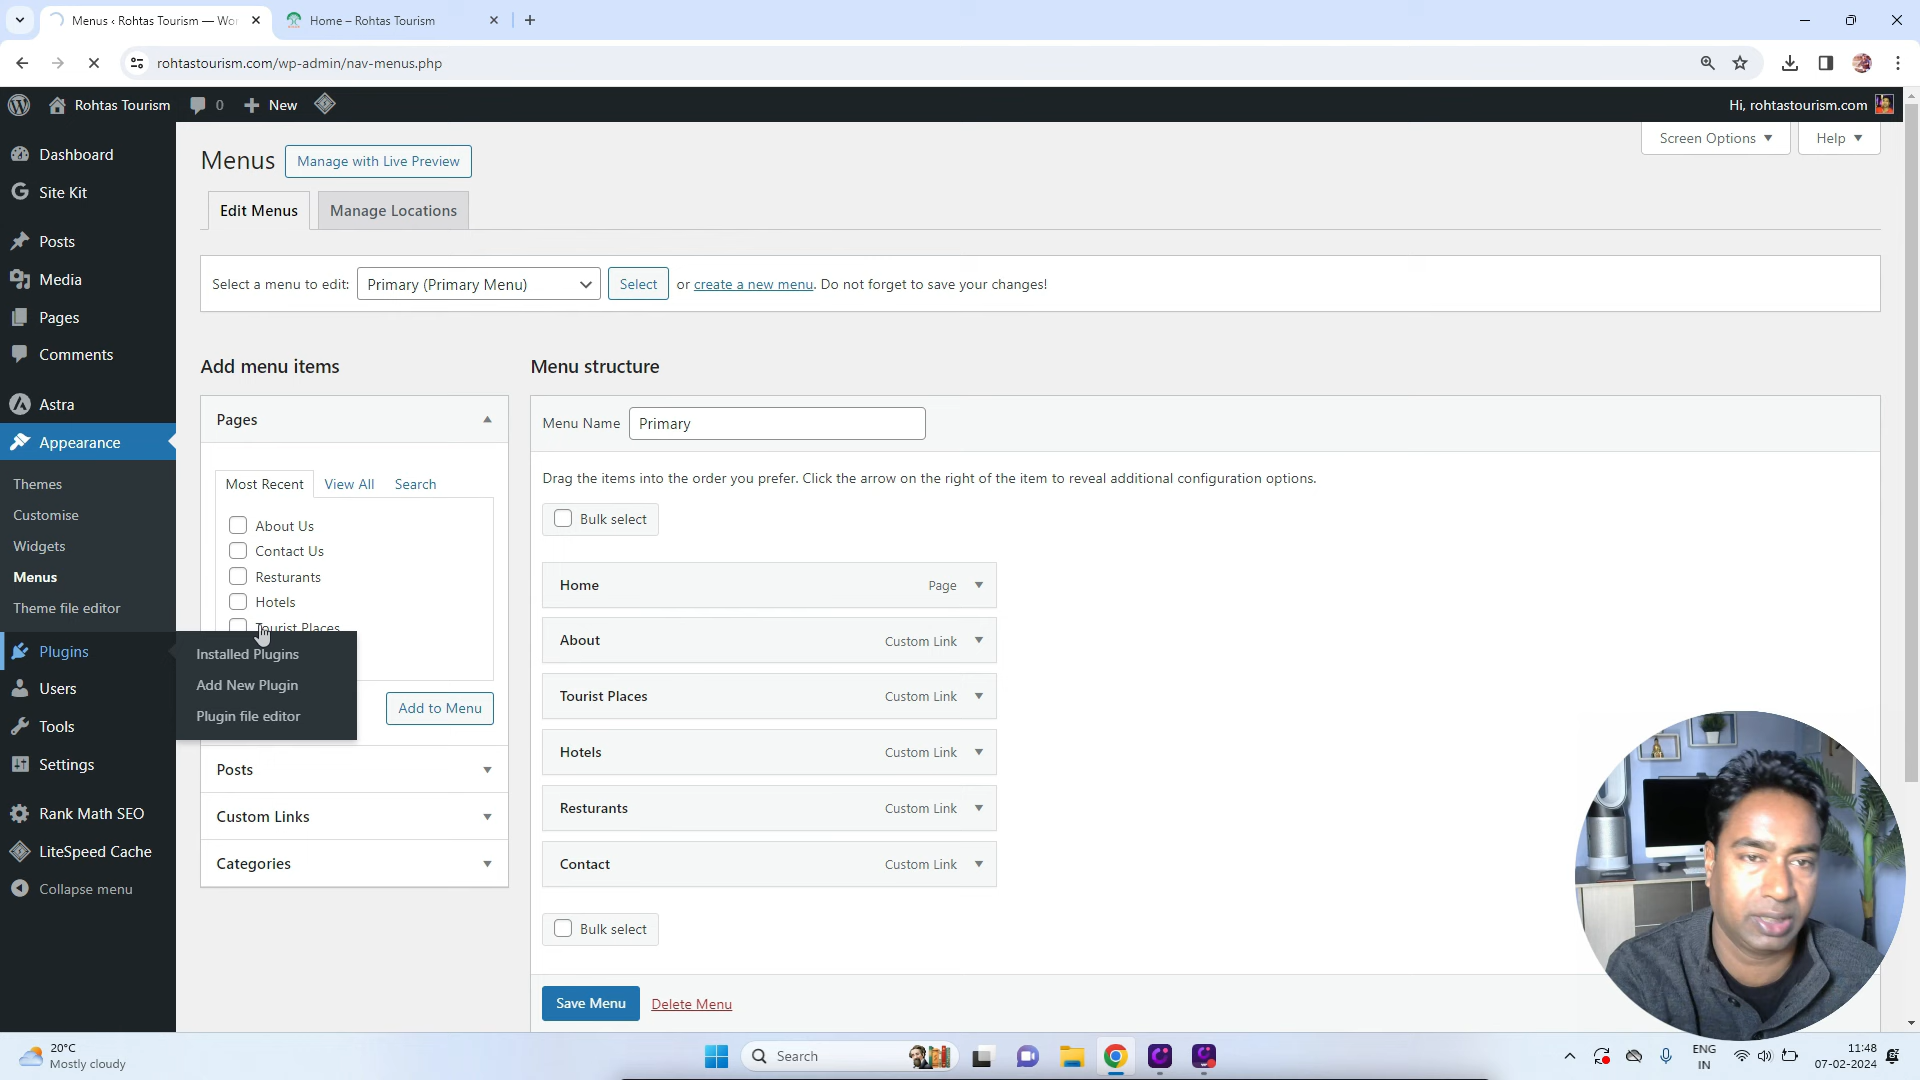 Menus ‹ Rohtas Tourism — Wor
Home – Rohtas Tourism
rohtastourism.com/wp-admin/nav-menus.php
Rohtas Tourism
0
New
Hi, rohtastourism.com
Dashboard
Site Kit
Posts
Media
Pages
Comments
Astra
Appearance
Themes
Customise
Widgets
Menus
Theme file editor
Plugins
Users
Tools
Settings
Rank Math SEO
LiteSpeed Cache
Collapse menu
Installed Plugins
Add New Plugin
Plugin file editor
Screen Options
Help
Menus
Manage with Live Preview
Edit Menus
Manage Locations
Select a menu to edit:
Primary (Primary Menu)
Select
or create a new menu. Do not forget to save your changes!
Add menu items
Pages
Most Recent
View All
Search
About Us
Contact Us
Resturants
Hotels
Tourist Places
Add to Menu
Posts
Custom Links
Categories
Menu structure
Menu Name
Primary
Drag the items into the order you prefer. Click the arrow on the right of the item to reveal additional configuration options.
Bulk select
Home
Page
About
Custom Link
Tourist Places
Custom Link
Hotels
Custom Link
Resturants
Custom Link
Contact
Custom Link
Bulk select
Save Menu
Delete Menu
20°C
Mostly cloudy
Search
ENG
IN
11:48
07-02-2024